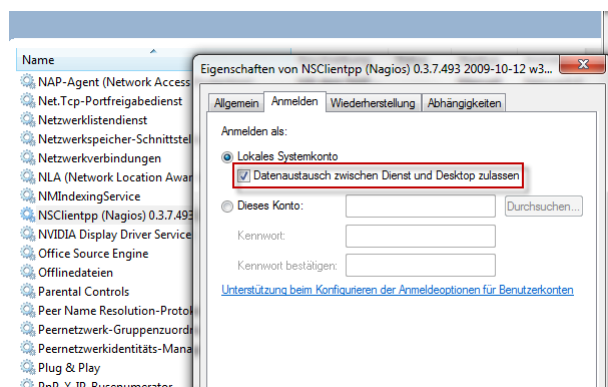 Name
NAP-Agent (Network Access
Net.Tcp-Portfreigabedienst
Netzwerklistendienst
Netzwerkspeicher-Schnittstel
Netzwerkverbindungen
NLA (Network Location Awar
NMIndexingService
NSClientpp (Nagios) 0.3.7.493
NVIDIA Display Driver Service
Office Source Engine
Offlinedateien
Parental Controls
Peer Name Resolution-Protok
Peernetzwerk-Gruppenzuordn
Peernetzwerkidentitäts-Mana
Plug & Play
PnP-X-IP-Busenumerator
Eigenschaften von NSClientpp (Nagios) 0.3.7.493 2009-10-12 w3...
Allgemein Anmelden Wiederherstellung Abhängigkeiten
Anmelden als:
Lokales Systemkonto
Datenaustausch zwischen Dienst und Desktop zulassen
Dieses Konto: Durchsuchen...
Kennwort:
Kennwort bestätigen:
Unterstützung beim Konfigurieren der Anmeldeoptionen für Benutzerkonten